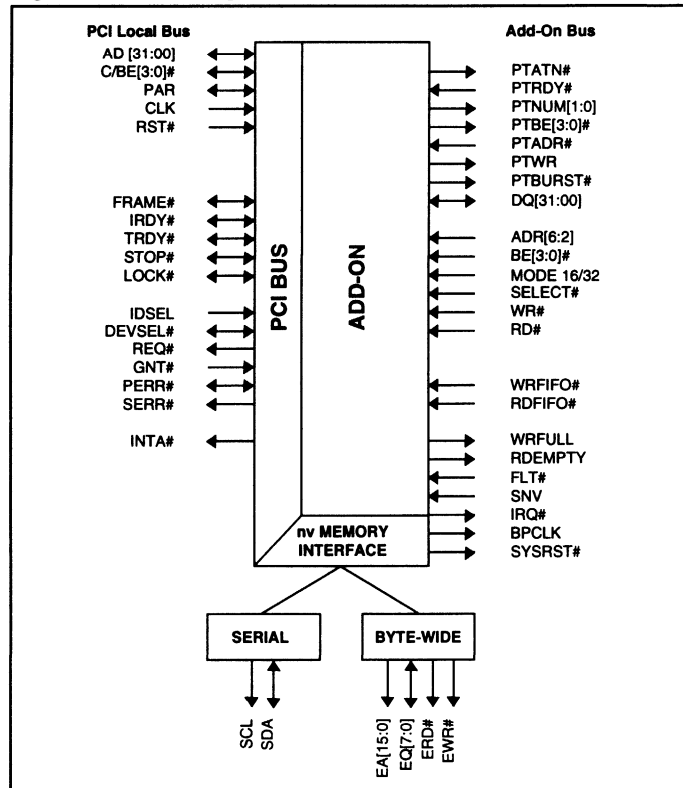 PCI Local Bus
AD [31:00]
C/BE[3:0]#
PAR
CLK
RST#
FRAME#
IRDY#
TRDY#
STOP#
LOCK#
IDSEL
DEVSEL#
REQ#
GNT#
PERR#
SERR#
INTA#
PCI BUS
ADD-ON
nv MEMORY
INTERFACE
Add-On Bus
PTATN#
PTRDY#
PTNUM[1:0]
PTBE[3:0]#
PTADR#
PTWR
PTBURST#
DQ[31:00]
ADR[6:2]
BE[3:0]#
MODE 16/32
SELECT#
WR#
RD#
WRFIFO#
RDFIFO#
WRFULL
RDEMPTY
FLT#
SNV
IRQ#
BPCLK
SYSRST#
SERIAL
BYTE-WIDE
SCL
SDA
EA[15:0]
EQ[7:0]
ERD#
EWR#